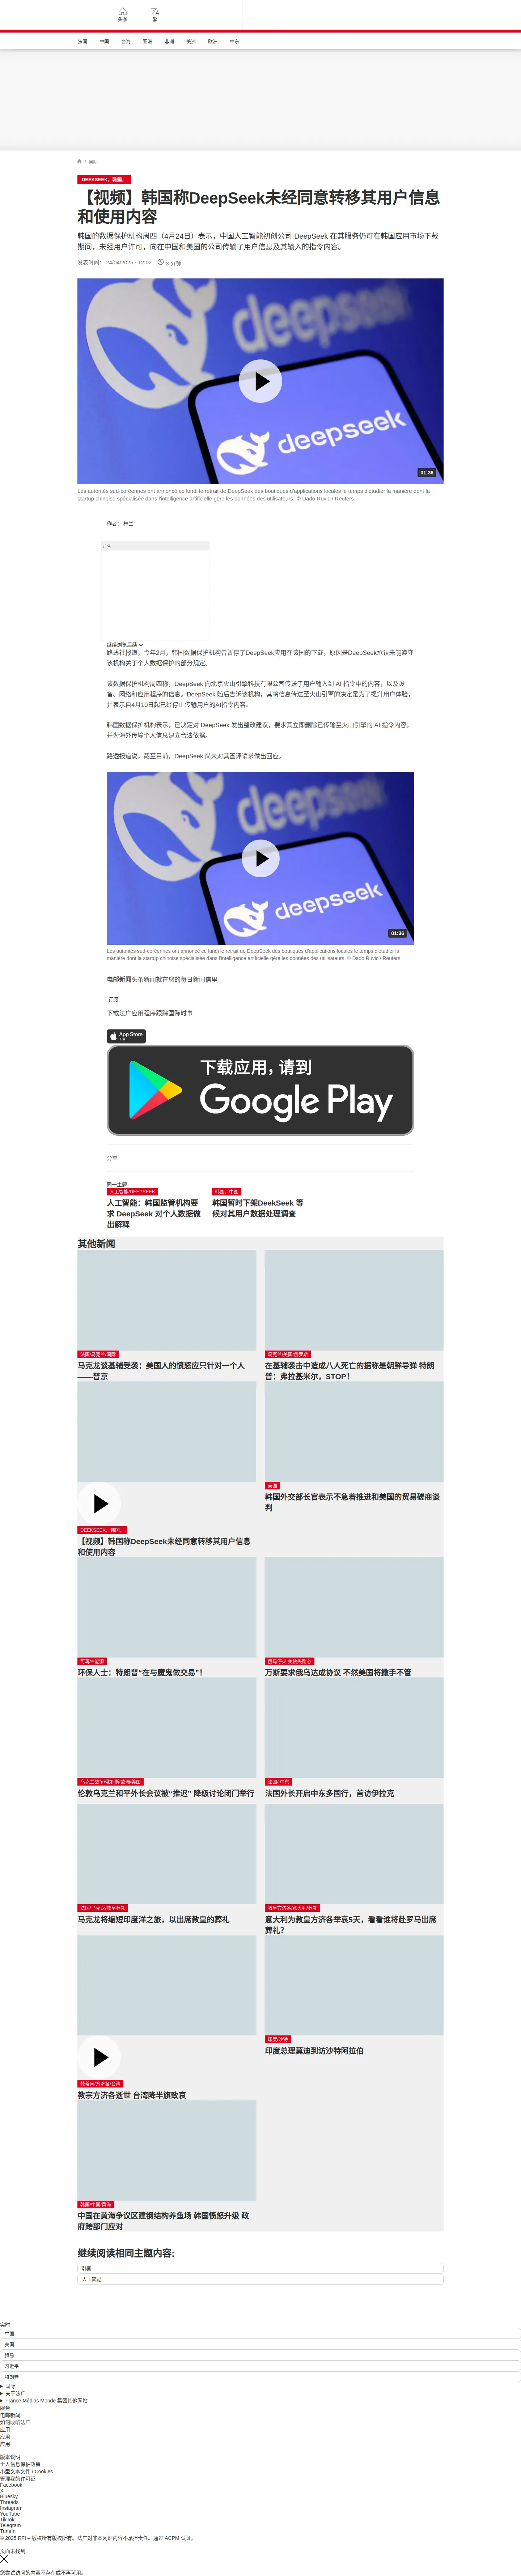 头条
繁
法国
中国
台海
亚洲
非洲
美洲
欧洲
中东
/ 国际
DEEKSEEK，韩国，
【视频】韩国称DeepSeek未经同意转移其用户信息
和使用内容
韩国的数据保护机构周四（4月24日）表示，中国人工智能初创公司 DeepSeek 在其服务仍可在韩国应用市场下载
期间，未经用户许可，向在中国和美国的公司传输了用户信息及其输入的指令内容。
发表时间： 24/04/2025 - 12:02
3 分钟
deepseek
deepseek
01:36
Les autorités sud-coréennes ont annoncé ce lundi le retrait de DeepSeek des boutiques d'applications locales le temps d'étudier la manière dont la
startup chinoise spécialisée dans l'intelligence artificielle gère les données des utilisateurs. © Dado Ruvic / Reuters
作者： 林兰
广告
继续浏览后续
路透社报道，今年2月，韩国数据保护机构曾暂停了DeepSeek应用在该国的下载，原因是DeepSeek承认未能遵守
该机构关于个人数据保护的部分规定。
该数据保护机构周四称，DeepSeek 向北京火山引擎科技有限公司传送了用户输入到 AI 指令中的内容，以及设
备、网络和应用程序的信息。DeepSeek 随后告诉该机构，其将信息传送至火山引擎的决定是为了提升用户体验，
并表示自4月10日起已经停止传输用户的AI指令内容。
韩国数据保护机构表示，已决定对 DeepSeek 发出整改建议，要求其立即删除已传输至火山引擎的 AI 指令内容，
并为海外传输个人信息建立合法依据。
路透报道说，截至目前，DeepSeek 尚未对其置评请求做出回应。
deepseek
deepseek
01:36
Les autorités sud-coréennes ont annoncé ce lundi le retrait de DeepSeek des boutiques d'applications locales le temps d'étudier la
manière dont la startup chinoise spécialisée dans l'intelligence artificielle gère les données des utilisateurs. © Dado Ruvic / Reuters
电邮新闻头条新闻就在您的每日新闻信里
订阅
下载法广应用程序跟踪国际时事
App Store
下载应用，请到
Google Play
分享 :
同一主题
人工智能/DEEPSEEK
人工智能：韩国监管机构要
求 DeepSeek 对个人数据做
出解释
韩国，中国
韩国暂时下架DeekSeek 等
候对其用户数据处理调查
其他新闻
法国/乌克兰/国际
马克龙谈基辅受袭：美国人的愤怒应只针对一个人
——普京
乌克兰/美国/俄罗斯
在基辅袭击中造成八人死亡的据称是朝鲜导弹 特朗
普：弗拉基米尔，STOP！
DEEKSEEK，韩国，
【视频】韩国称DeepSeek未经同意转移其用户信息
和使用内容
美国
韩国外交部长官表示不急着推进和美国的贸易磋商谈
判
可再生能源
环保人士：特朗普“在与魔鬼做交易”！
俄乌停火 美快失耐心
万斯要求俄乌达成协议 不然美国将撒手不管
乌克兰战争/俄罗斯/欧洲/美国
伦敦乌克兰和平外长会议被“推迟” 降级讨论闭门举行
法国/ 中东
法国外长开启中东多国行，首访伊拉克
法国/马克龙/教皇葬礼
马克龙将缩短印度洋之旅，以出席教皇的葬礼
教皇方济各/意大利/葬礼
意大利为教皇方济各举哀5天，看看谁将赴罗马出席
葬礼？
梵蒂冈/方济各/台湾
教宗方济各逝世 台湾降半旗致哀
印度/沙特
印度总理莫迪到访沙特阿拉伯
韩国/中国/黄海
中国在黄海争议区建钢结构养鱼场 韩国愤怒升级 政
府跨部门应对
继续阅读相同主题内容:
韩国
人工智能
实时
中国
美国
贸易
习近平
特朗普
国际
关于法广
France Médias Monde 集团其他网站
服务
电邮新闻
如何收听法广
应用
应用
应用
版本说明
个人信息保护政策
小型文本文件 / Cookies
管理我的许可证
Facebook
X
Bluesky
Threads
Instagram
YouTube
TikTok
Telegram
TuneIn
© 2025 RFI – 版权所有版权所有。法广对非本网站内容不承担责任。通过 ACPM 认证。
页面未找到
您尝试访问的内容不存在或不再可用。